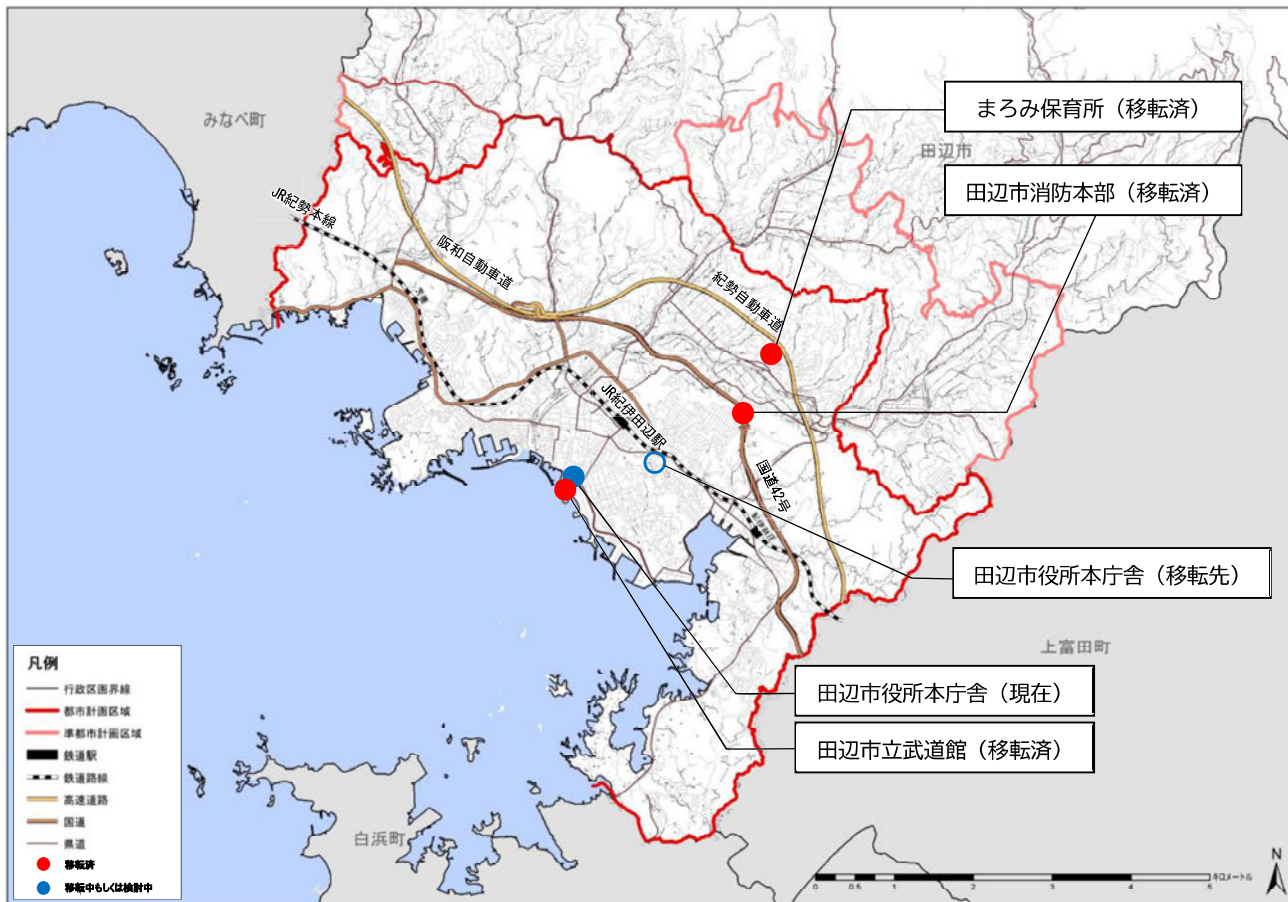 まろみ保育所（移転済）
みなべ町
田辺市
田辺市消防本部（移転済）
JR紀勢本線
阪和自動車道
紀勢自動車道
JR紀伊田辺駅
国道42号
田辺市役所本庁舎（移転先）
上富田町
田辺市役所本庁舎（現在）
田辺市立武道館（移転済）
白浜町
凡例
行政区画界線
都市計画区域
準都市計画区域
鉄道駅
鉄道路線
高速道路
国道
県道
移転済
移転中もしくは検討中
0 0.5 1 2 3 4 5 キロメートル
N